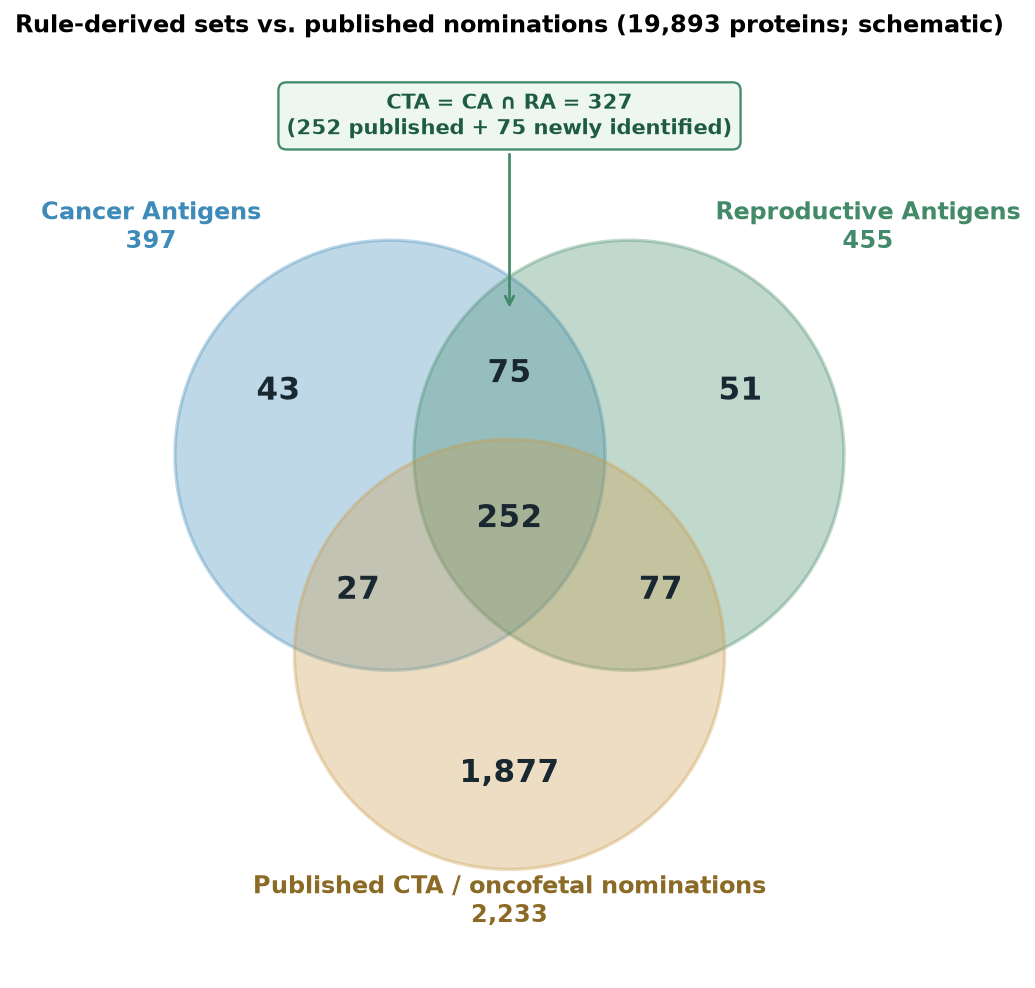 Rule-derived sets vs. published nominations (19,893 proteins; schematic)
CTA = CA ∩ RA = 327
(252 published + 75 newly identified)
Cancer Antigens
397
Reproductive Antigens
455
43
75
51
252
27
77
1,877
Published CTA / oncofetal nominations
2,233